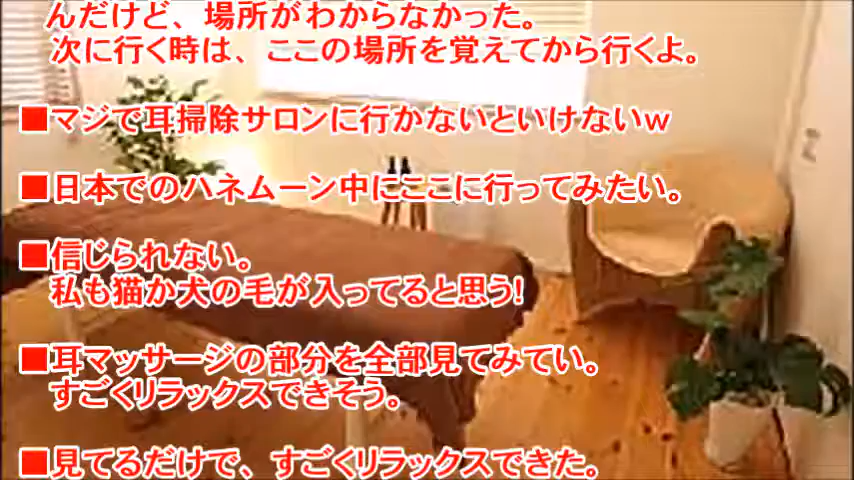 んだけど、場所がわからなかった。
次に行く時は、ここの場所を覚えてから行くよ。
■マジで耳掃除サロンに行かないといけないｗ
■日本でのハネムーン中にここに行ってみたい。
■信じられない。
私も猫か犬の毛が入ってると思う!
■耳マッサージの部分を全部見てみてい。
すごくリラックスできそう。
■見てるだけで、すごくリラックスできた。